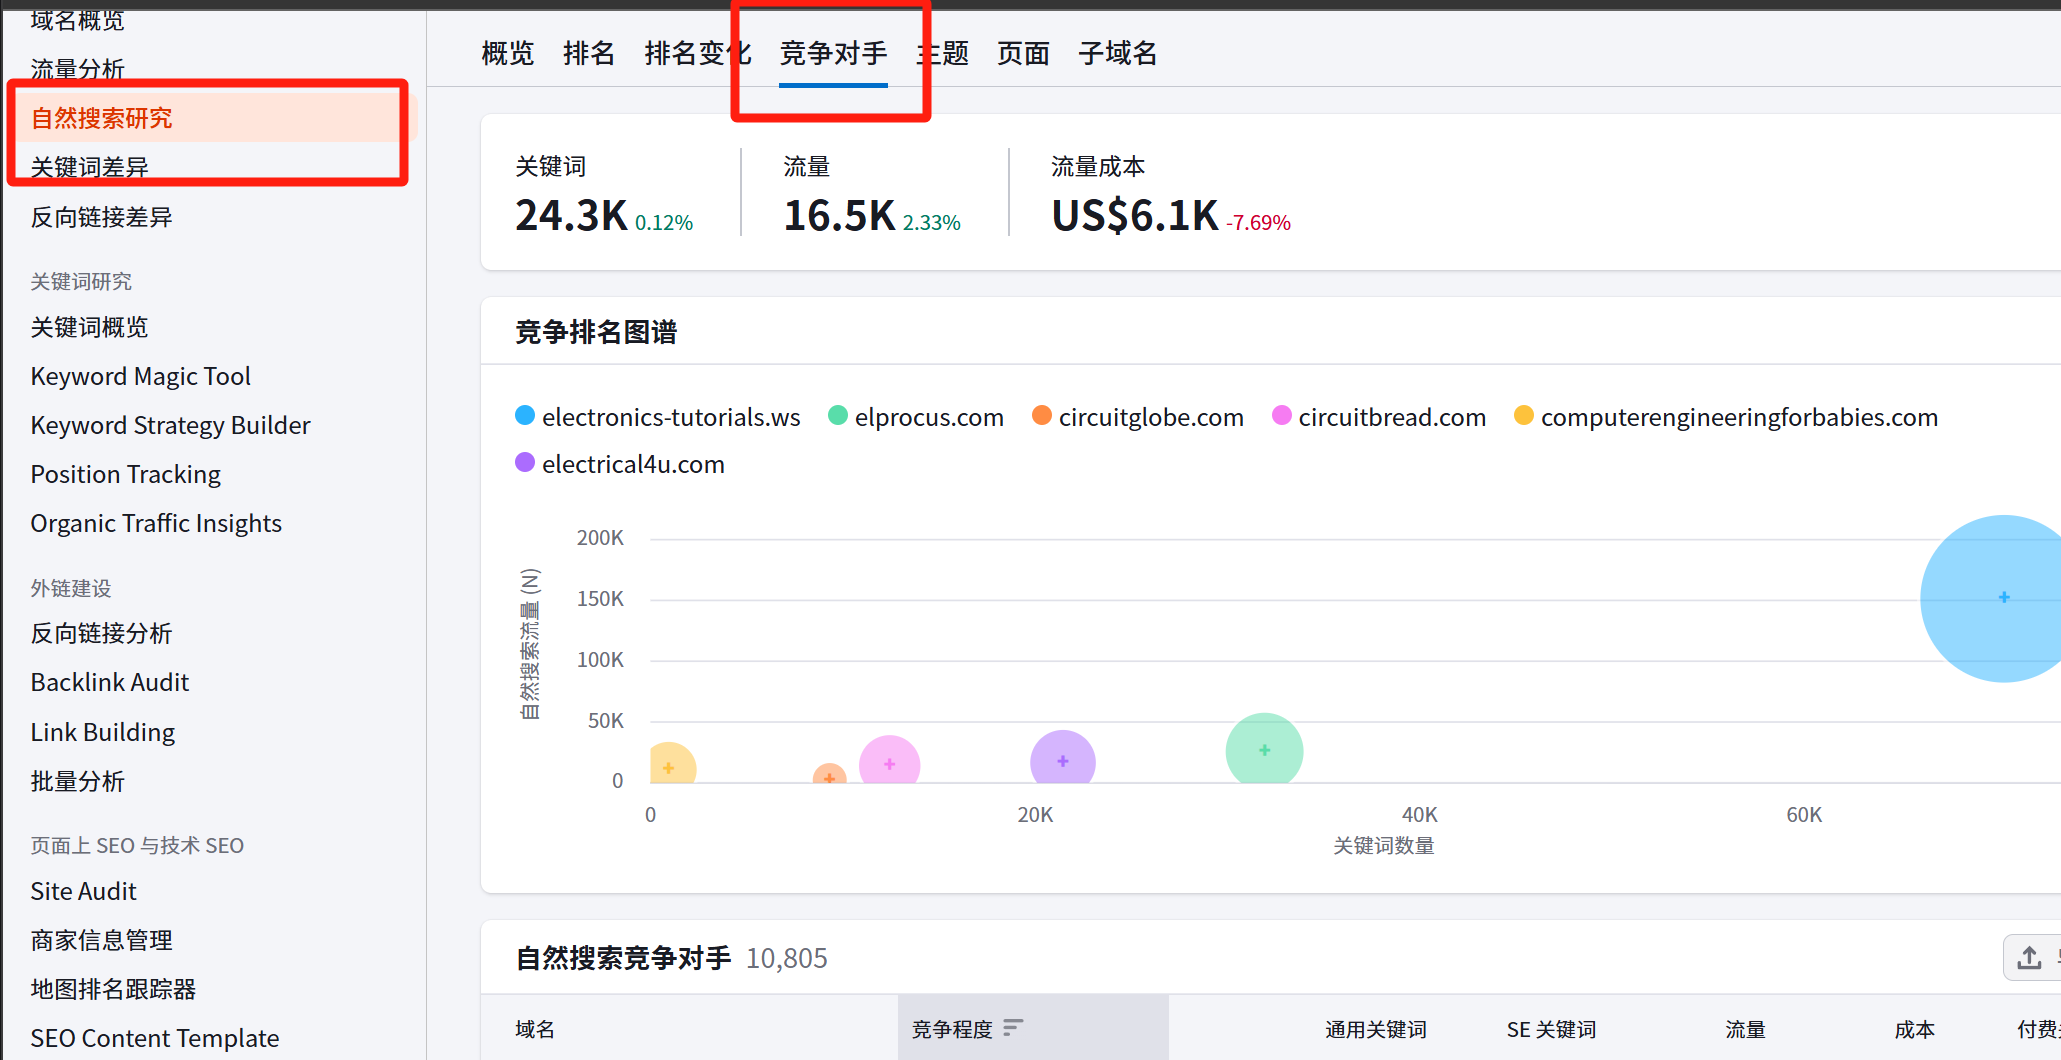 域名概览
流量分析
自然搜索研究
关键词差异
反向链接差异
关键词研究
关键词概览
Keyword Magic Tool
Keyword Strategy Builder
Position Tracking
Organic Traffic Insights
外链建设
反向链接分析
Backlink Audit
Link Building
批量分析
页面上 SEO 与技术 SEO
Site Audit
商家信息管理
地图排名跟踪器
SEO Content Template
概览 排名 排名变化 竞争对手 主题 页面 子域名
关键词 流量 流量成本
24.3K 0.12% 16.5K 2.33% US$6.1K -7.69%
竞争排名图谱
electronics-tutorials.ws elprocus.com circuitglobe.com circuitbread.com computerengineeringforbabies.com
electrical4u.com
自然搜索流量 (N)
200K
150K
100K
50K
0
0 20K 40K 60K
关键词数量
自然搜索竞争对手 10,805
域名 竞争程度 通用关键词 SE 关键词 流量 成本 付费